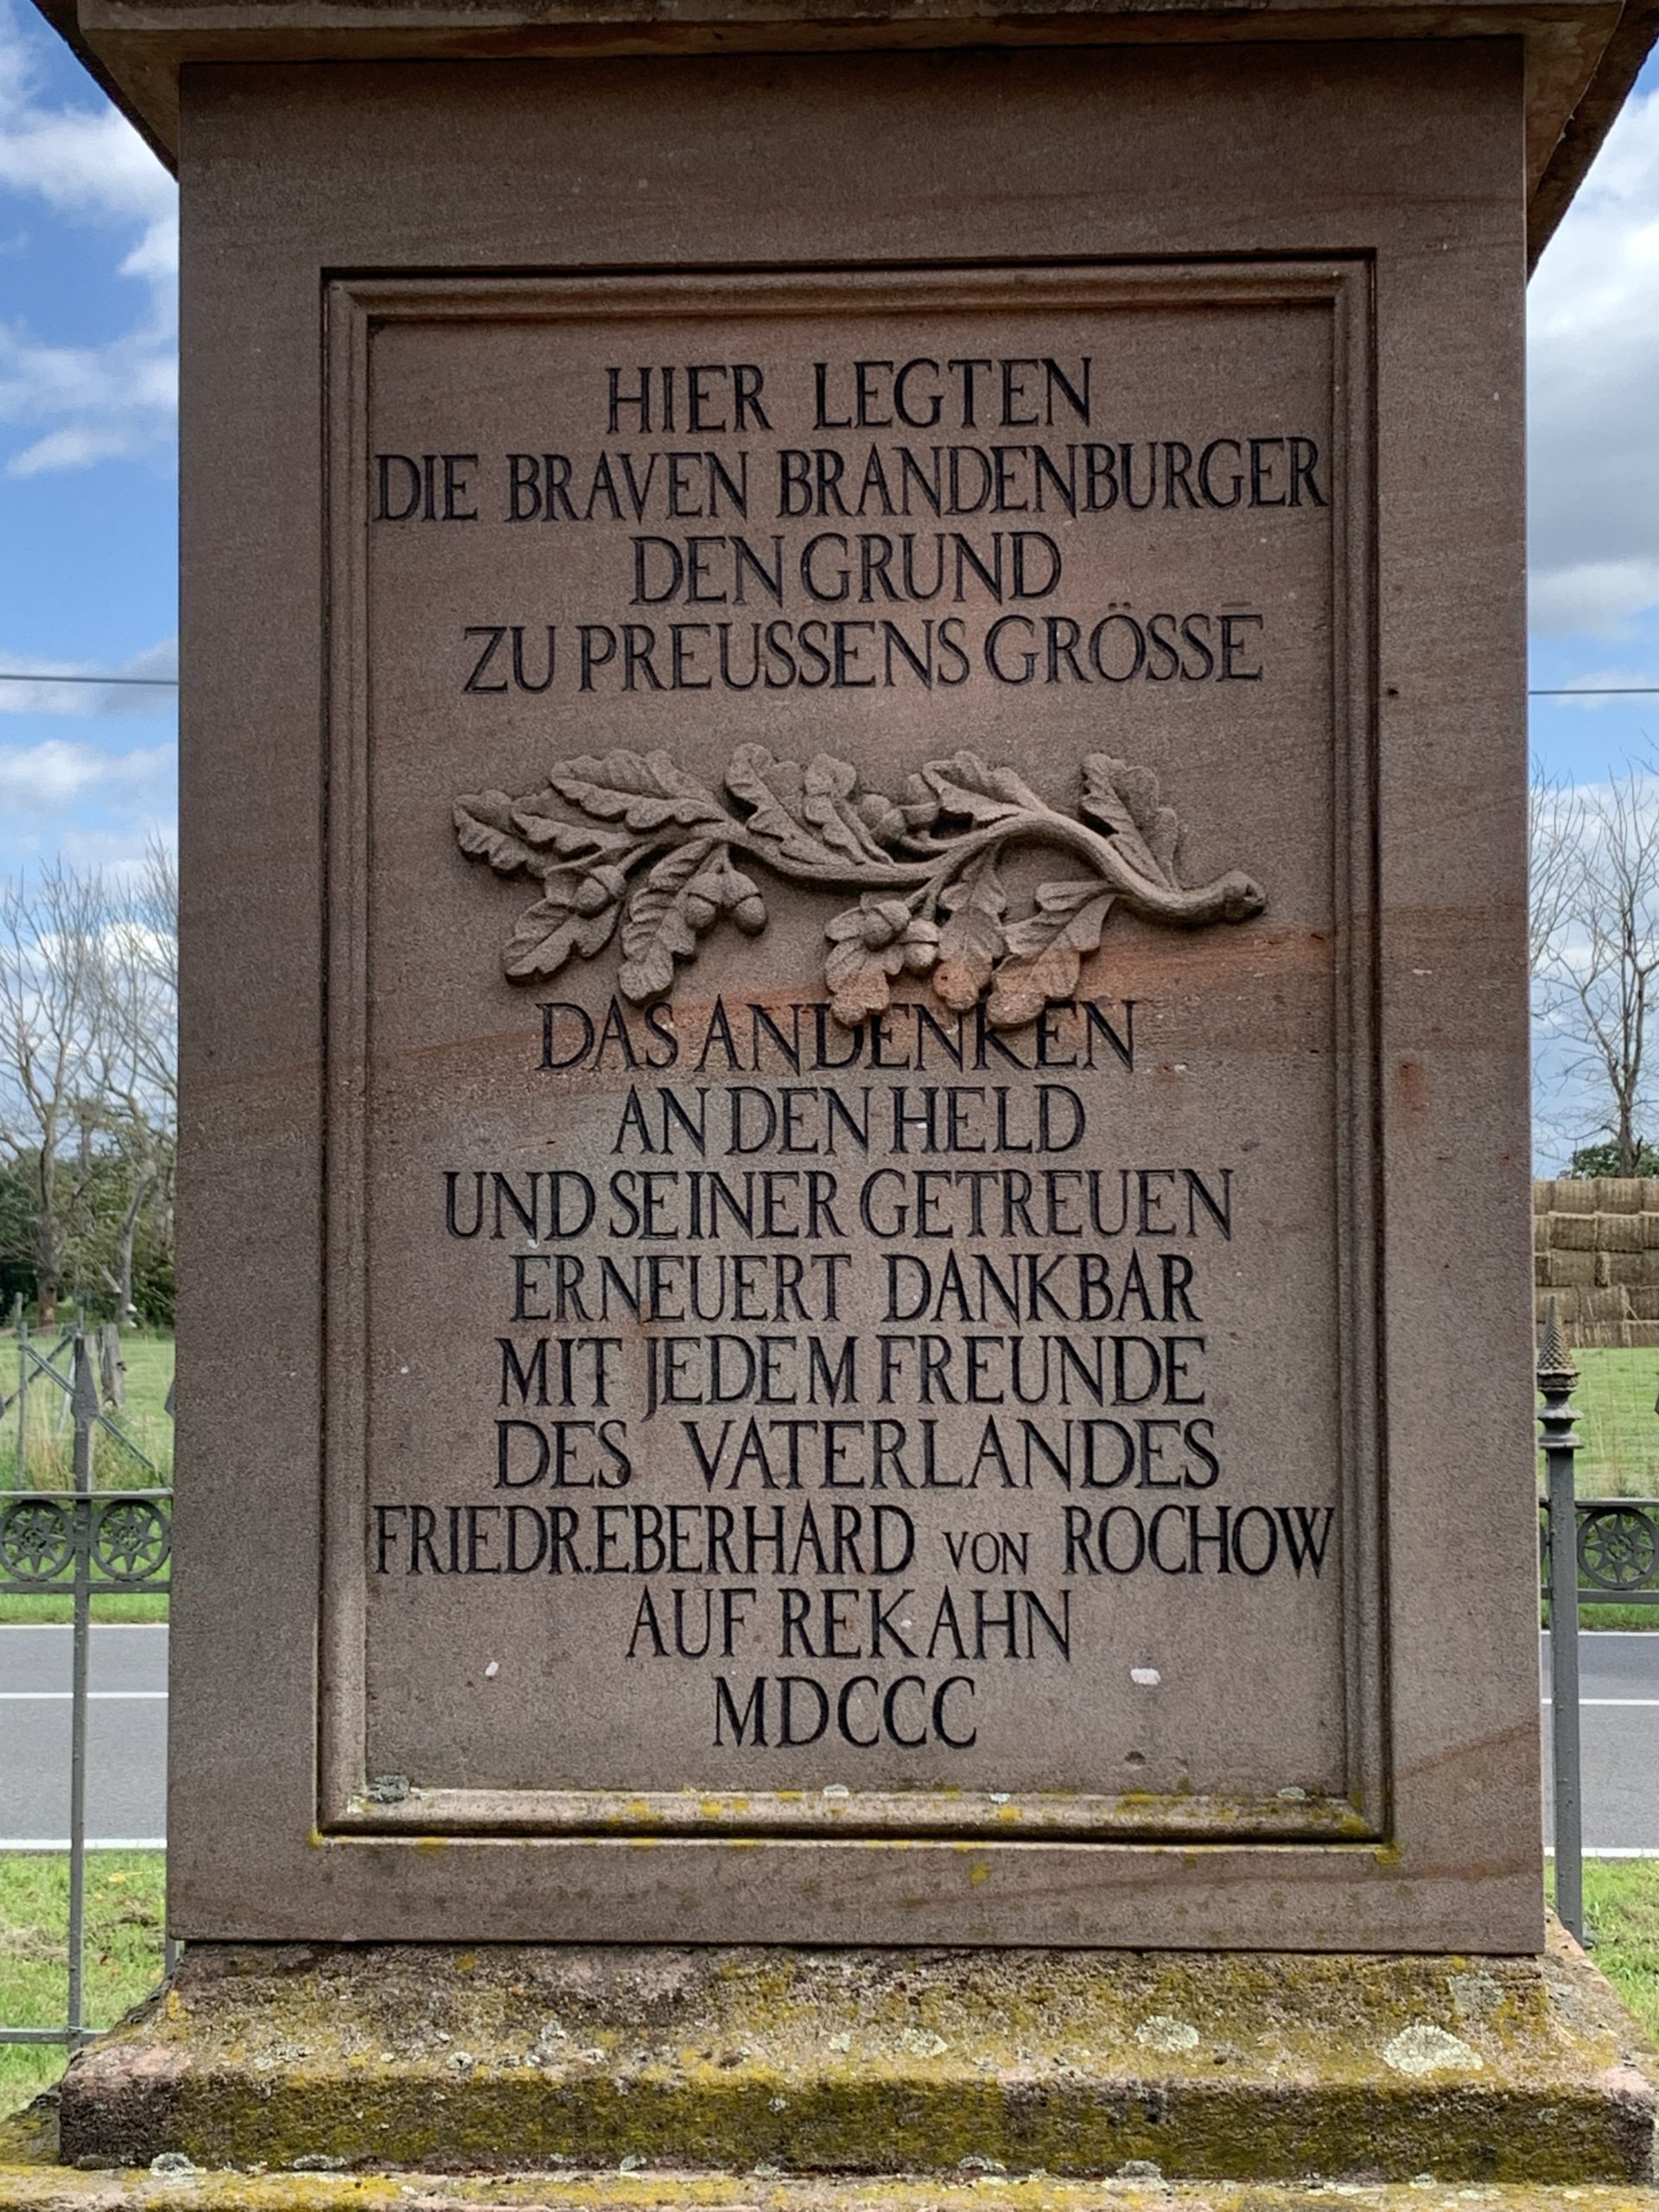 HIER LEGTEN
DIE BRAVEN BRANDENBURGER
DEN GRUND
ZU PREUSSENS GRÖSSE
DAS ANDENKEN
AN DEN HELD
UND SEINER GETREUEN
ERNEUERT DANKBAR
MIT JEDEM FREUNDE
DES VATERLANDES
FRIEDR.EBERHARD VON ROCHOW
AUF REKAHN
MDCCC